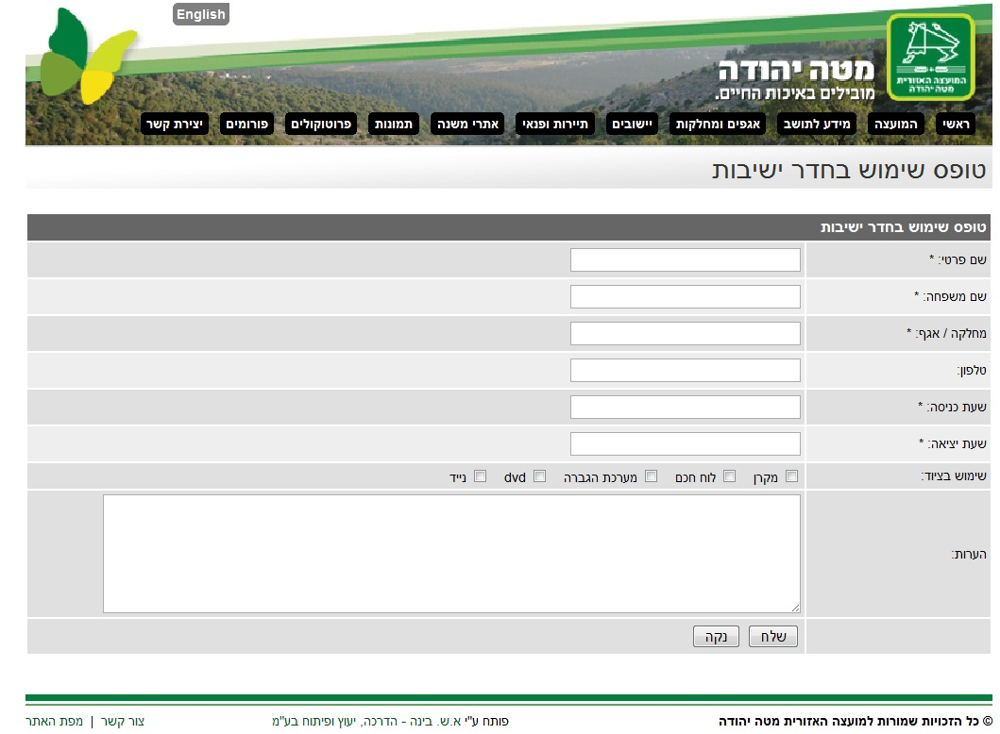 English
מטה יהודה
מובילים באיכות החיים.
המועצה האזורית
מטה יהודה
ראשי המועצה מידע לתושב אגפים ומחלקות יישובים תיירות ופנאי אתרי משנה תמונות פרוטוקולים פורומים יצירת קשר
טופס שימוש בחדר ישיבות
טופס שימוש בחדר ישיבות
שם פרטי: *
שם משפחה: *
מחלקה / אגף: *
טלפון:
שעת כניסה: *
שעת יציאה: *
שימוש בציוד: מקרן לוח חכם מערכת הגברה dvd נייד
הערות:
שלח נקה
© כל הזכויות שמורות למועצה האזורית מטה יהודה פותח ע"י א.ש. בינה - הדרכה, יעוץ ופיתוח בע"מ צור קשר | מפת האתר